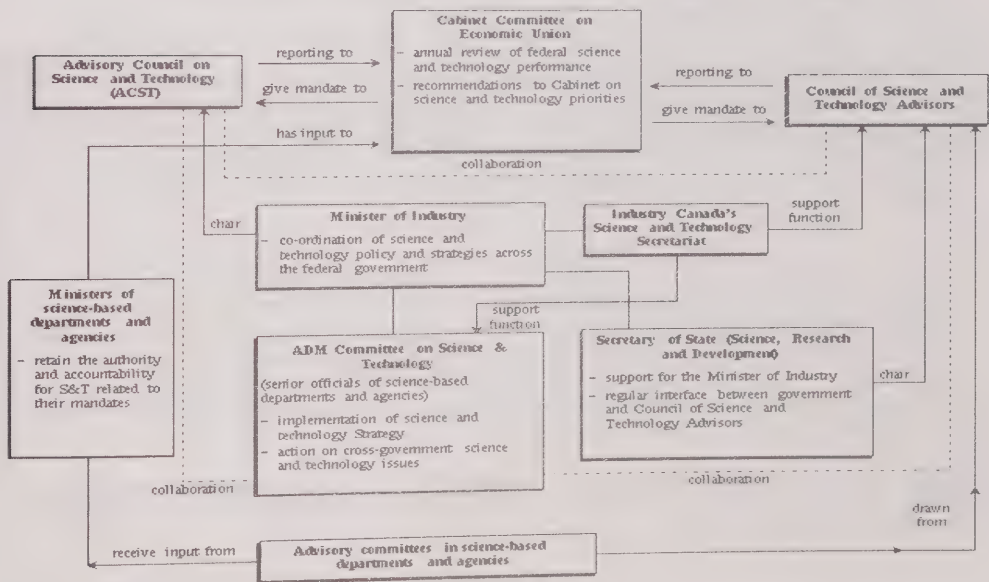 Cabinet Committee on
Economic Union
- annual review of federal science
and technology performance
- recommendations to Cabinet on
science and technology priorities
Advisory Council on
Science and Technology
(ACST)
reporting to
give mandate to
has input to
reporting to
give mandate to
Council of Science and
Technology Advisors
collaboration
chair
Minister of Industry
- co-ordination of science and
technology policy and strategies across
the federal government
Industry Canada's
Science and Technology
Secretariat
support
function
Ministers of
science-based
departments and
agencies
- retain the authority
and accountability
for S&T related to
their mandates
support
function
ADM Committee on Science &
Technology
(senior officials of science-based
departments and agencies)
- implementation of science and
technology Strategy
- action on cross-government science
and technology issues
Secretary of State (Science, Research
and Development)
- support for the Minister of Industry
- regular interface between government
and Council of Science and
Technology Advisors
chair
collaboration
collaboration
drawn
from
receive input from
Advisory committees in science-based
departments and agencies